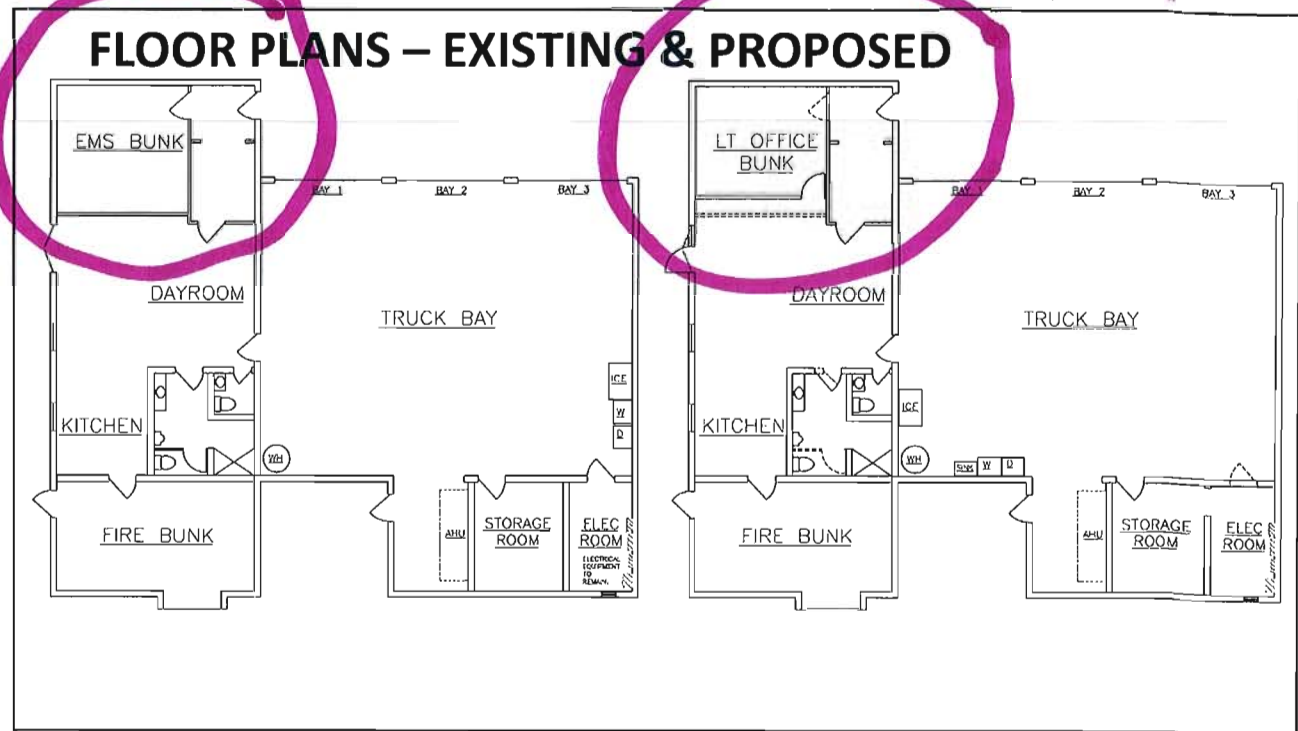 FLOOR PLANS – EXISTING & PROPOSED
EMS BUNK
BAY 1
BAY 2
BAY 3
DAYROOM
TRUCK BAY
ICE
W
D
KITCHEN
WH
FIRE BUNK
AHU
STORAGE
ROOM
ELEC
ROOM
ELECTRICAL
EQUIPMENT
TO
REMAIN.
LT OFFICE
BUNK
BAY 1
BAY 2
BAY 3
DAYROOM
TRUCK BAY
ICE
KITCHEN
WH
SINK
W
D
FIRE BUNK
AHU
STORAGE
ROOM
ELEC
ROOM